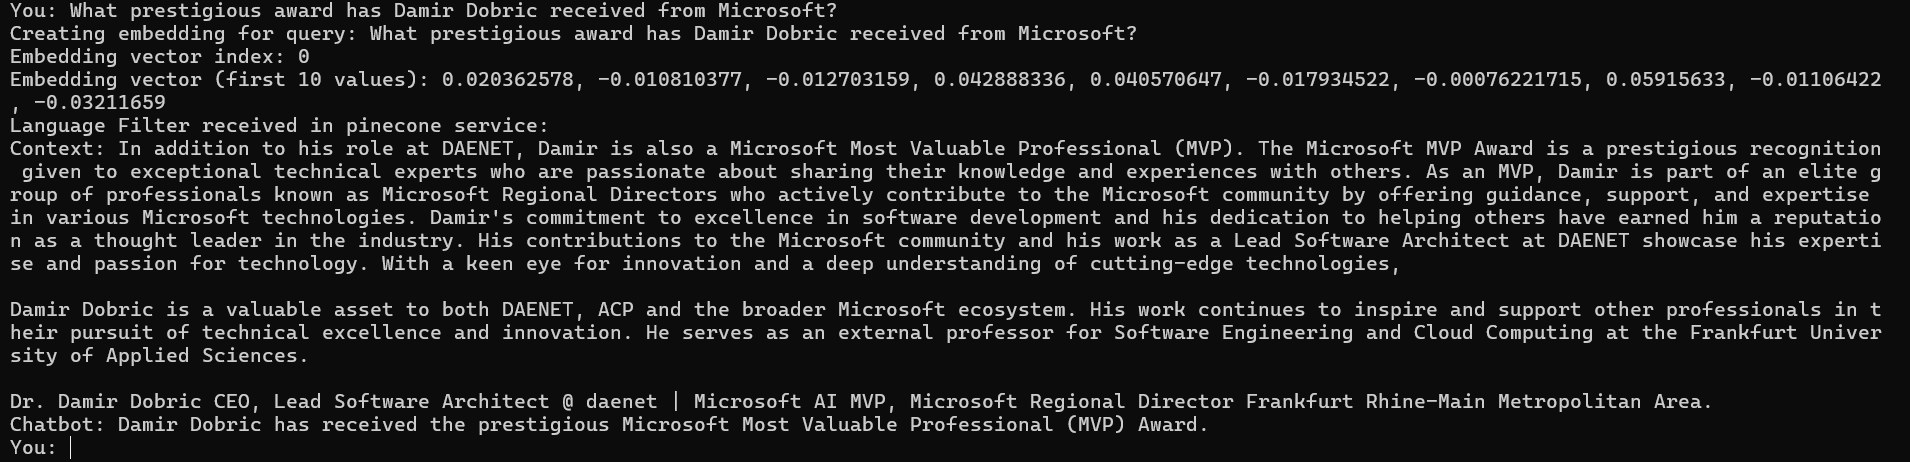 You: What prestigious award has Damir Dobric received from Microsoft?
Creating embedding for query: What prestigious award has Damir Dobric received from Microsoft?
Embedding vector index: 0
Embedding vector (first 10 values): 0.020362578, -0.010810377, -0.012703159, 0.042888336, 0.040570647, -0.017934522, -0.00076221715, 0.05915633, -0.01106422
, -0.03211659
Language Filter received in pinecone service:
Context: In addition to his role at DAENET, Damir is also a Microsoft Most Valuable Professional (MVP). The Microsoft MVP Award is a prestigious recognition
 given to exceptional technical experts who are passionate about sharing their knowledge and experiences with others. As an MVP, Damir is part of an elite g
roup of professionals known as Microsoft Regional Directors who actively contribute to the Microsoft community by offering guidance, support, and expertise
in various Microsoft technologies. Damir's commitment to excellence in software development and his dedication to helping others have earned him a reputatio
n as a thought leader in the industry. His contributions to the Microsoft community and his work as a Lead Software Architect at DAENET showcase his experti
se and passion for technology. With a keen eye for innovation and a deep understanding of cutting-edge technologies,
Damir Dobric is a valuable asset to both DAENET, ACP and the broader Microsoft ecosystem. His work continues to inspire and support other professionals in t
heir pursuit of technical excellence and innovation. He serves as an external professor for Software Engineering and Cloud Computing at the Frankfurt Univer
sity of Applied Sciences.
Dr. Damir Dobric CEO, Lead Software Architect @ daenet | Microsoft AI MVP, Microsoft Regional Director Frankfurt Rhine-Main Metropolitan Area.
Chatbot: Damir Dobric has received the prestigious Microsoft Most Valuable Professional (MVP) Award.
You: